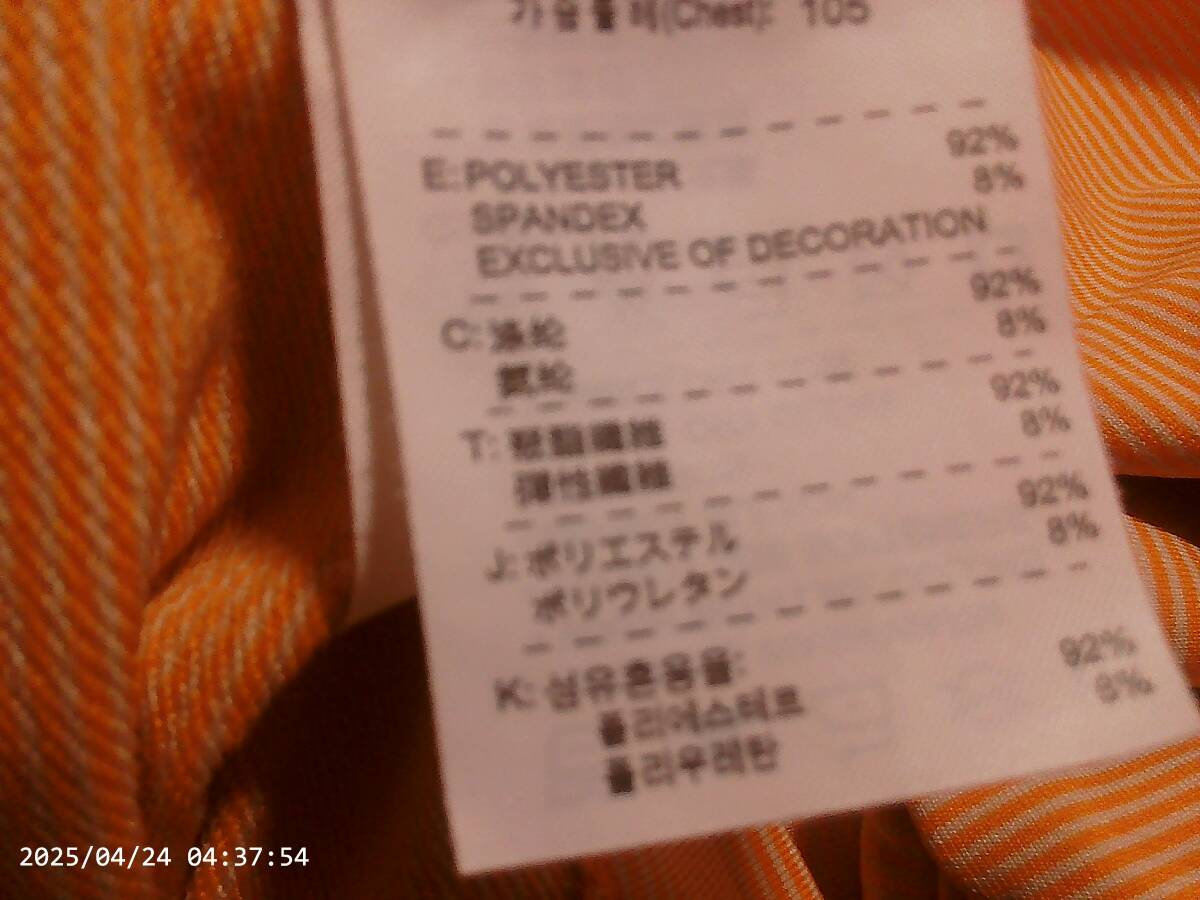 가슴둘레(Chest): 105
E: POLYESTER 92%
SPANDEX 8%
EXCLUSIVE OF DECORATION
C: 涤纶 92%
氨纶 8%
T: 聚酯纖維 92%
彈性纖維 8%
J: ポリエステル 92%
ポリウレタン 8%
K: 섬유혼용율:
폴리에스테르 92%
폴리우레탄 8%
2025/04/24 04:37:54